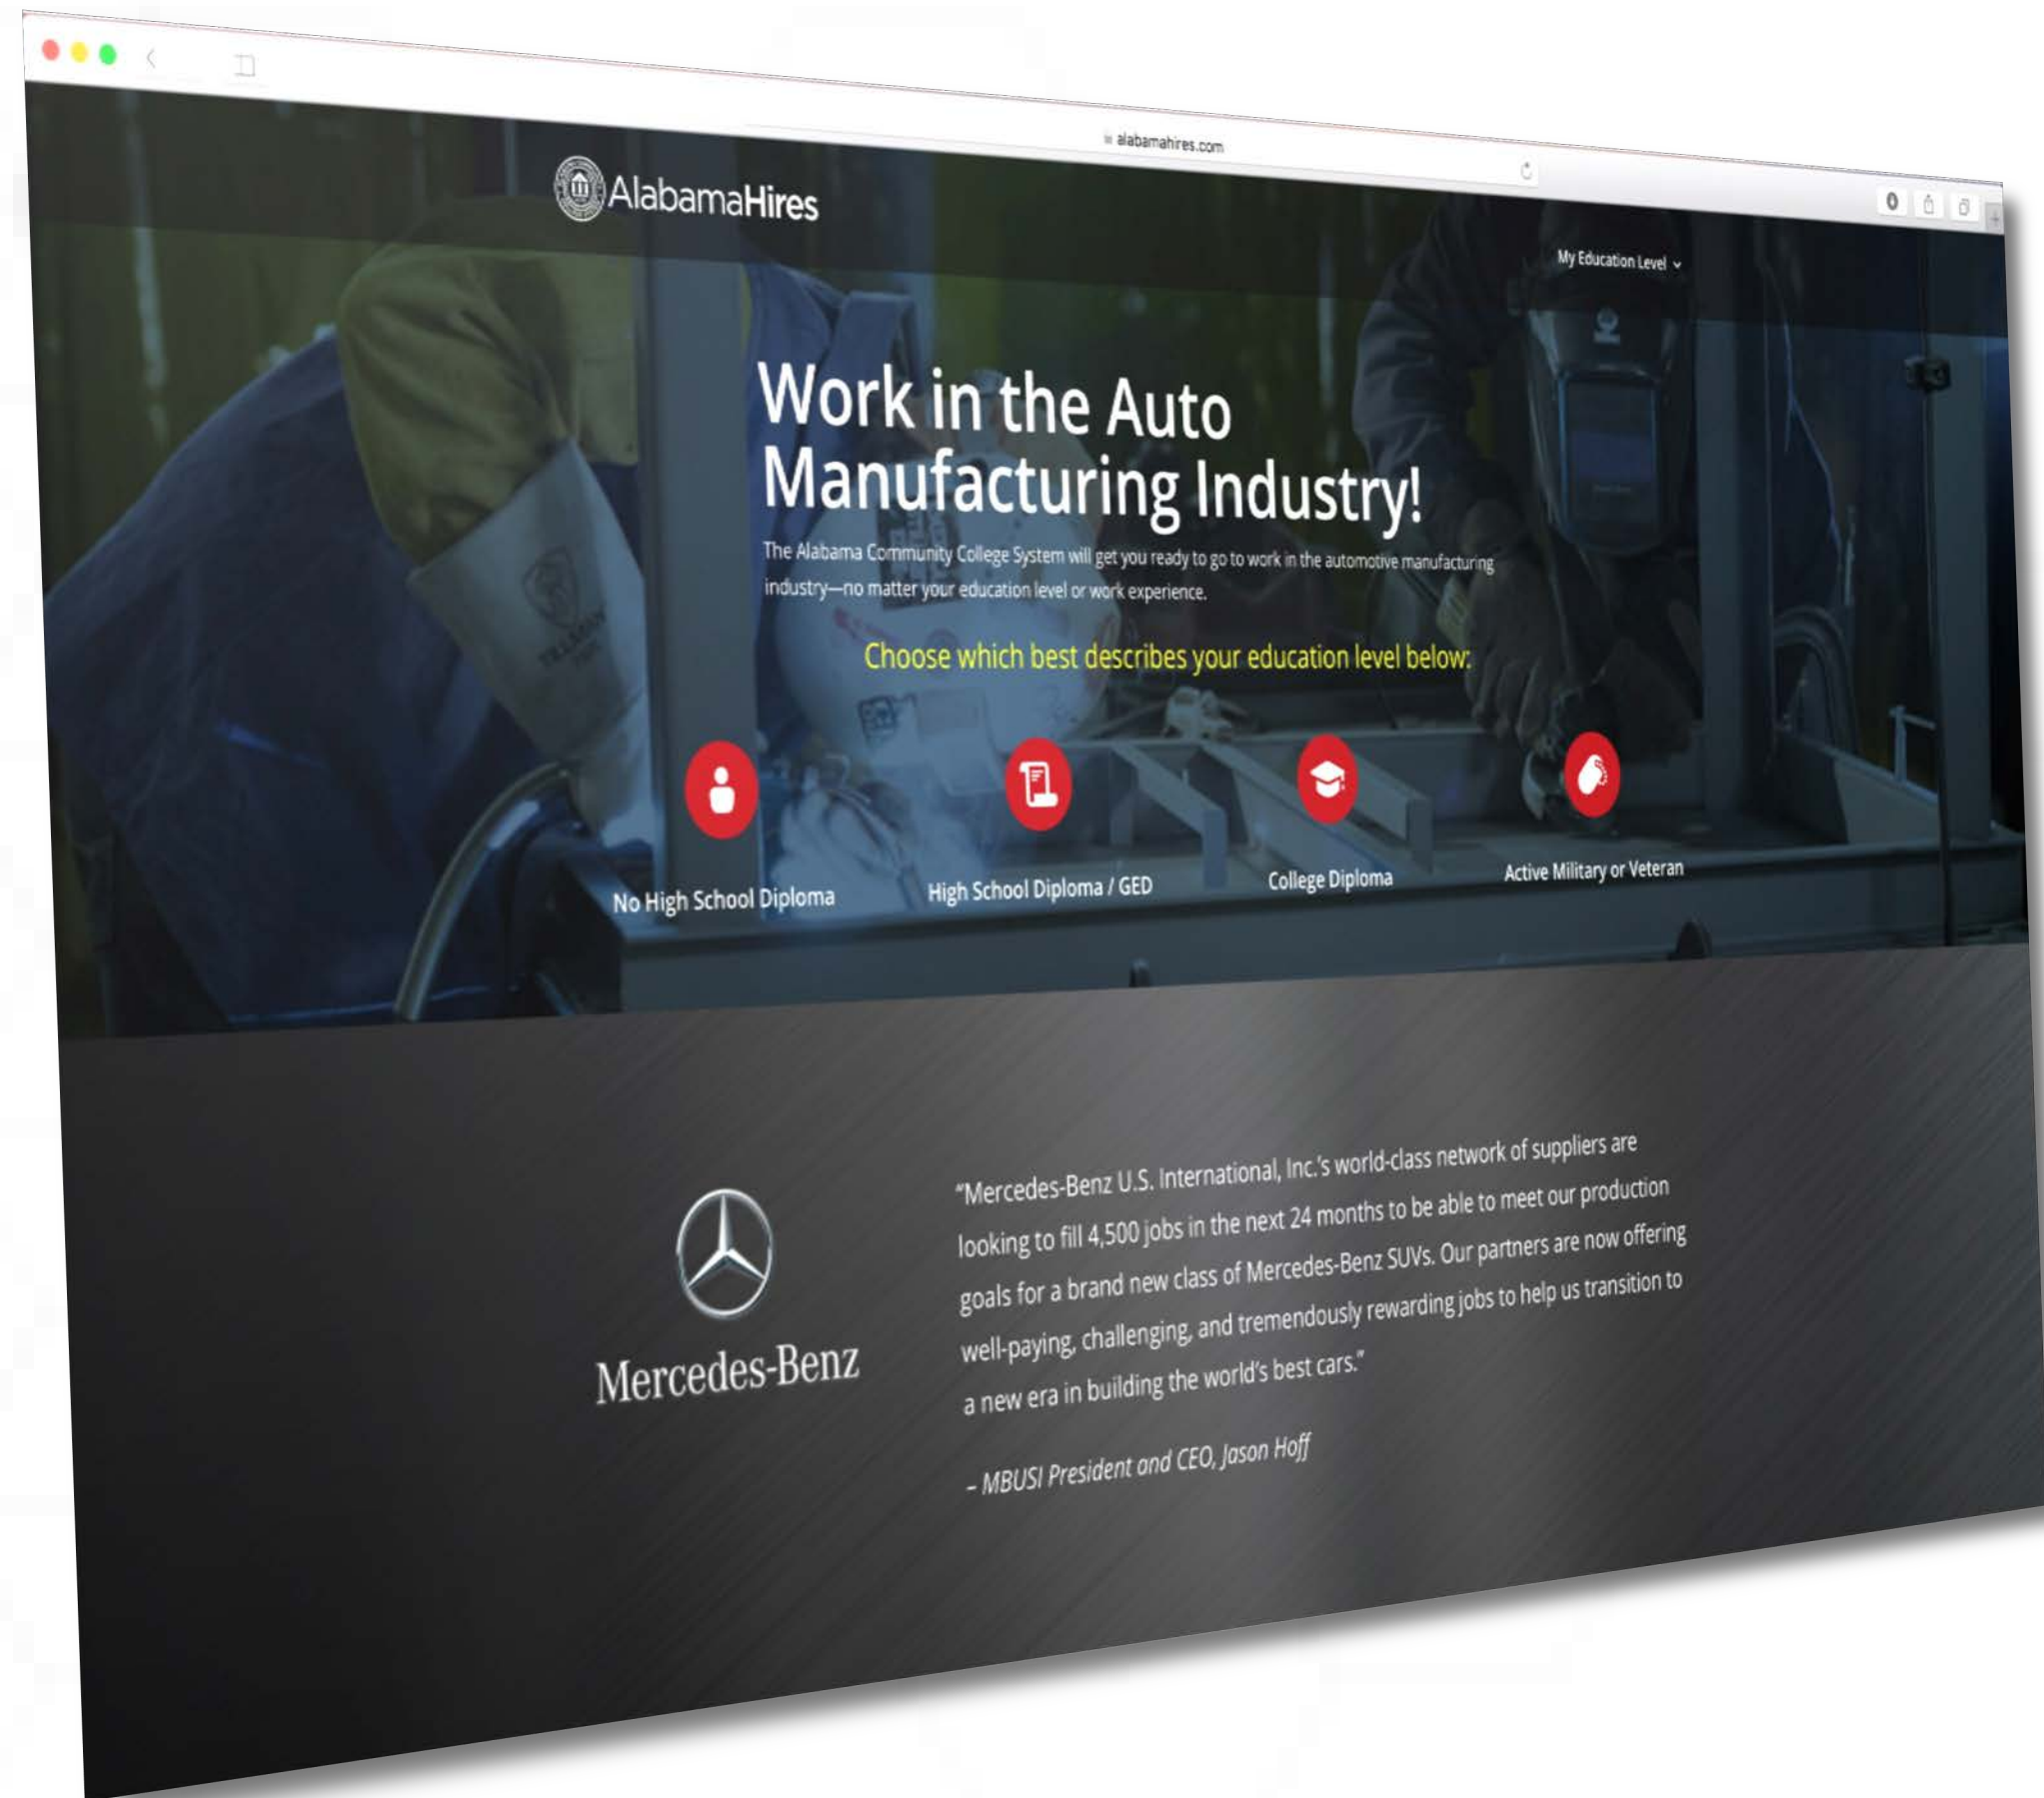 alabamahires.com
AlabamaHires
My Education Level
Work in the Auto
Manufacturing Industry!
The Alabama Community College System will get you ready to go to work in the automotive manufacturing
industry—no matter your education level or work experience.
Choose which best describes your education level below:
No High School Diploma
High School Diploma / GED
College Diploma
Active Military or Veteran
Mercedes-Benz
“Mercedes-Benz U.S. International, Inc.’s world-class network of suppliers are
looking to fill 4,500 jobs in the next 24 months to be able to meet our production
goals for a brand new class of Mercedes-Benz SUVs. Our partners are now offering
well-paying, challenging, and tremendously rewarding jobs to help us transition to
a new era in building the world’s best cars.”
– MBUSI President and CEO, Jason Hoff